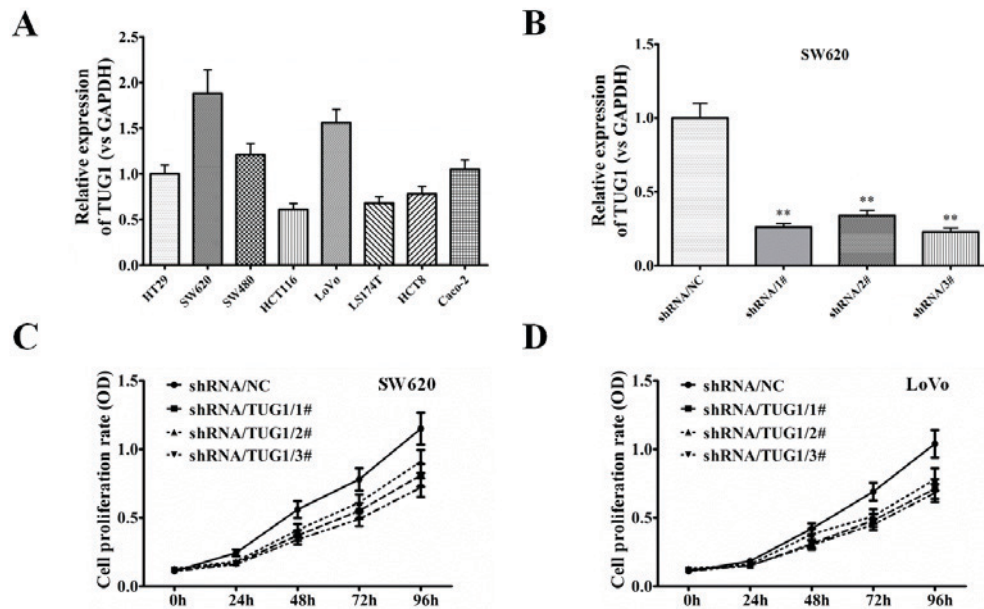 A
Relative expression
of TUG1 (vs GAPDH)
2.5
2.0
1.5
1.0
0.5
0.0
HT29
SW620
SW480
HCT116
LoVo
LS174T
HCT8
Caco-2
B
SW620
Relative expression
of TUG1 (vs GAPDH)
1.5
1.0
0.5
0.0
**
**
**
shRNA/NC
shRNA/1#
shRNA/2#
shRNA/3#
C
SW620
Cell proliferation rate (OD)
1.5
1.0
0.5
0.0
shRNA/NC
shRNA/TUG1/1#
shRNA/TUG1/2#
shRNA/TUG1/3#
0h 24h 48h 72h 96h
D
LoVo
Cell proliferation rate (OD)
1.5
1.0
0.5
0.0
shRNA/NC
shRNA/TUG1/1#
shRNA/TUG1/2#
shRNA/TUG1/3#
0h 24h 48h 72h 96h